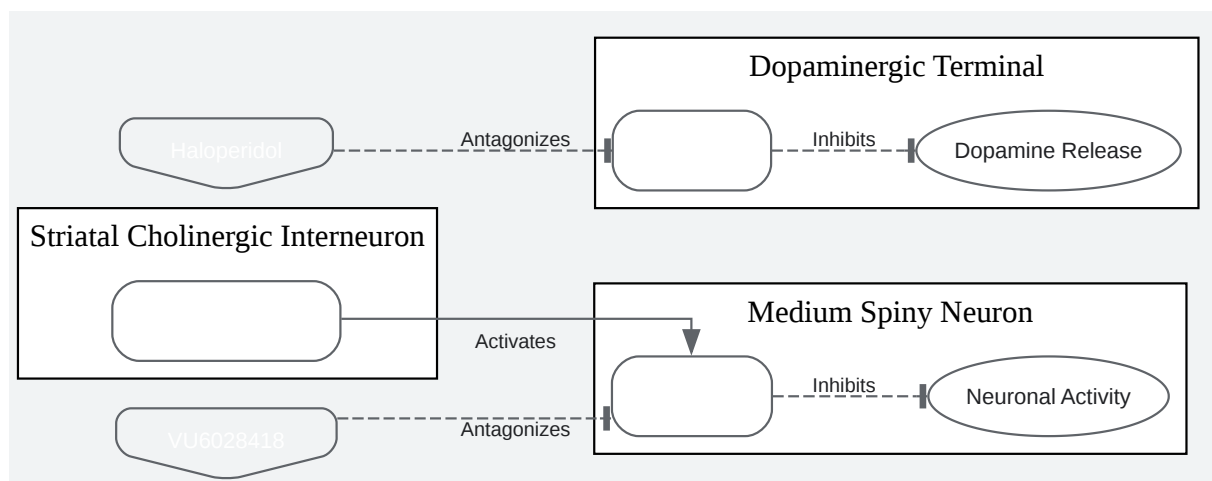 Dopaminergic Terminal
Haloperidol
Antagonizes
Inhibits
Dopamine Release
Striatal Cholinergic Interneuron
Activates
Medium Spiny Neuron
Inhibits
Neuronal Activity
VU6028418
Antagonizes